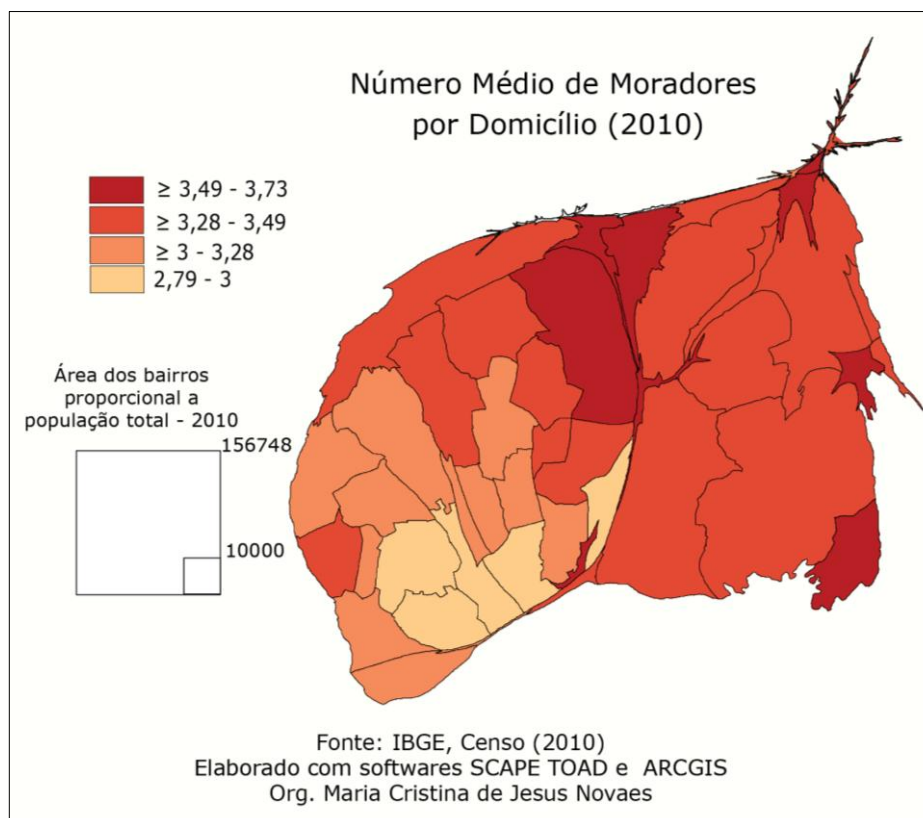 Número Médio de Moradores
por Domicílio (2010)
≥ 3,49 - 3,73
≥ 3,28 - 3,49
≥ 3 - 3,28
2,79 - 3
Área dos bairros
proporcional a
população total - 2010
156748
10000
Fonte: IBGE, Censo (2010)
Elaborado com softwares SCAPE TOAD e ARCGIS
Org. Maria Cristina de Jesus Novaes